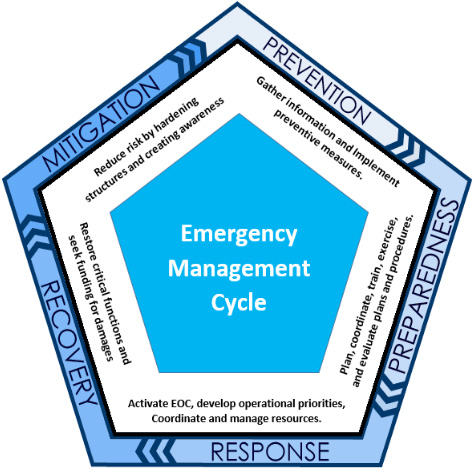 PREVENTION
Gather information and implement
preventive measures.
PREPAREDNESS
Plan, coordinate, train, exercise,
and evaluate plans and procedures.
RESPONSE
Activate EOC, develop operational priorities,
Coordinate and manage resources.
RECOVERY
Restore critical functions and
seek funding for damages
MITIGATION
Reduce risk by hardening
structures and creating awareness
Emergency
Management
Cycle